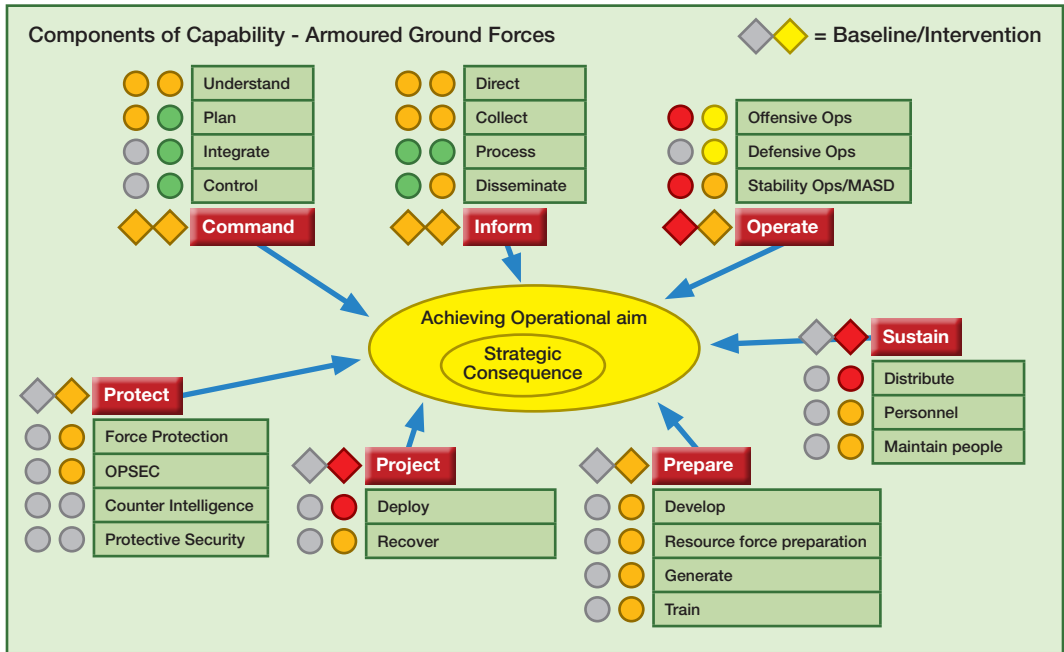 Components of Capability - Armoured Ground Forces
= Baseline/Intervention
Understand
Plan
Integrate
Control
Command
Direct
Collect
Process
Disseminate
Inform
Offensive Ops
Defensive Ops
Stability Ops/MASD
Operate
Achieving Operational aim
Strategic
Consequence
Sustain
Distribute
Personnel
Maintain people
Protect
Force Protection
OPSEC
Counter Intelligence
Protective Security
Project
Deploy
Recover
Prepare
Develop
Resource force preparation
Generate
Train